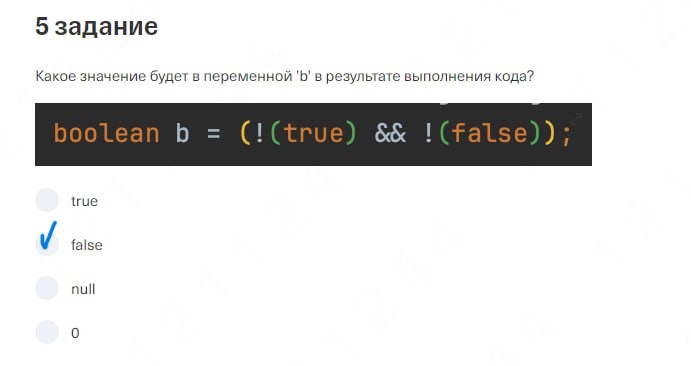 5 задание
Какое значение будет в переменной 'b' в результате выполнения кода?
boolean b = (!(true) && !(false));
true
false
null
0